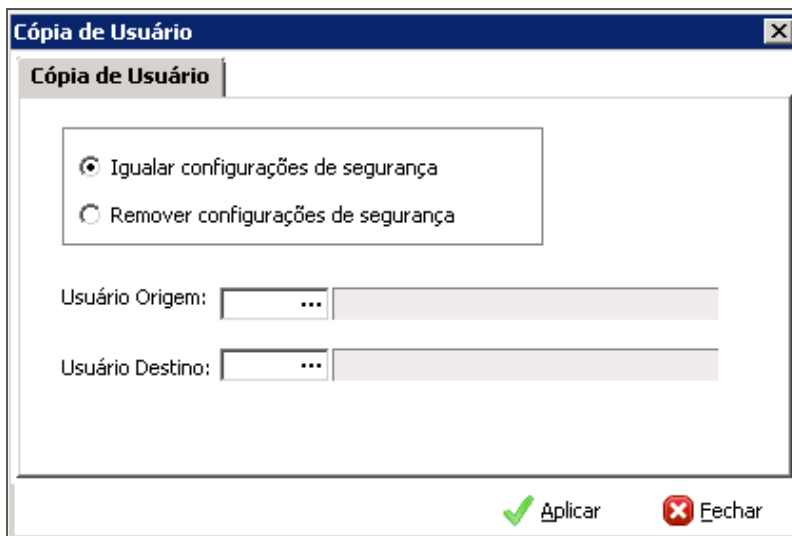 Cópia de Usuário
Cópia de Usuário
Igualar configurações de segurança
Remover configurações de segurança
Usuário Origem: ...
Usuário Destino: ...
Aplicar Fechar